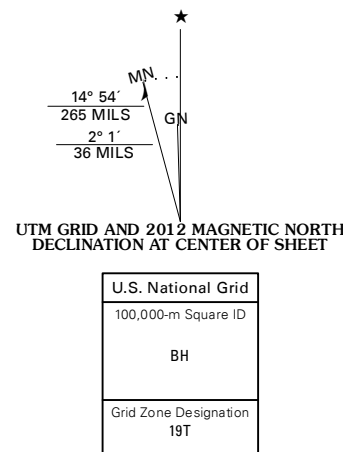 ★
MN
GN
14° 54´
265 MILS
2° 1´
36 MILS
UTM GRID AND 2012 MAGNETIC NORTH
DECLINATION AT CENTER OF SHEET
U.S. National Grid
100,000-m Square ID
BH
Grid Zone Designation
19T